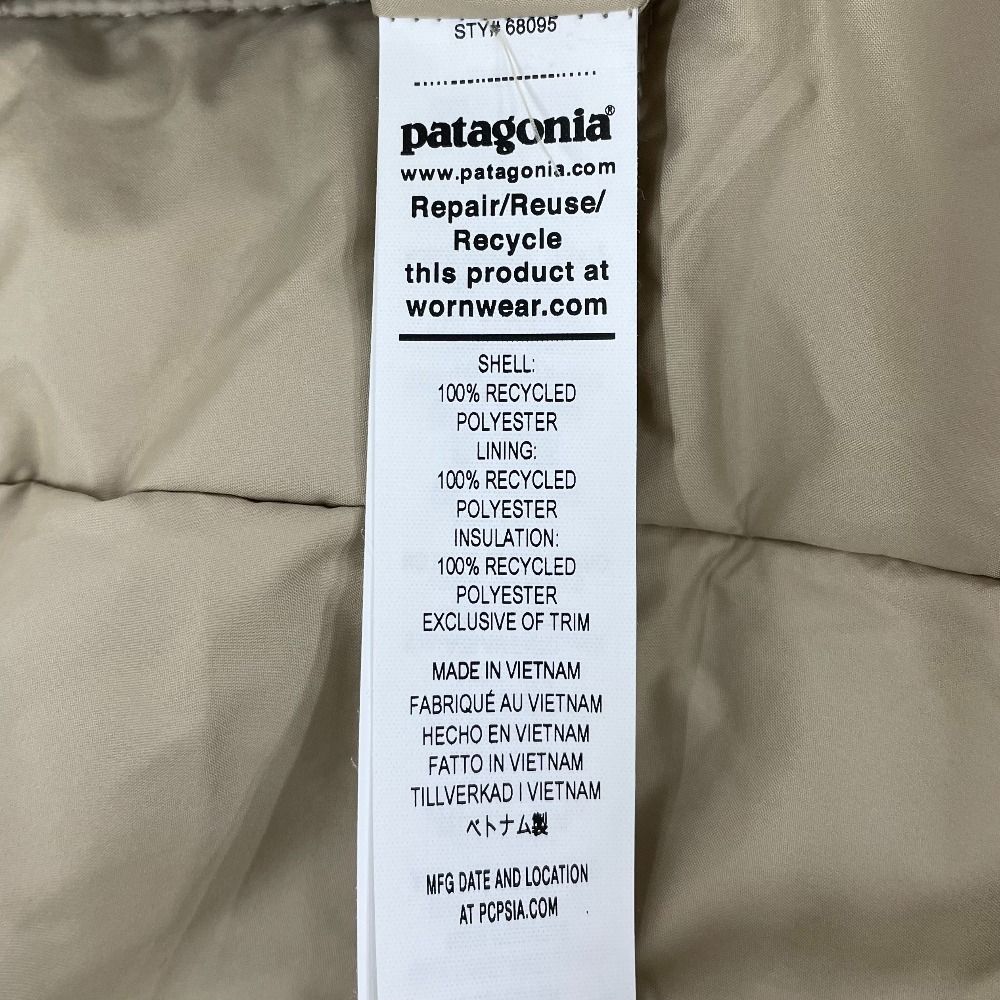 STY# 68095
patagonia®
www.patagonia.com
Repair/Reuse/
Recycle
this product at
wornwear.com
SHELL:
100% RECYCLED
POLYESTER
LINING:
100% RECYCLED
POLYESTER
INSULATION:
100% RECYCLED
POLYESTER
EXCLUSIVE OF TRIM
MADE IN VIETNAM
FABRIQUÉ AU VIETNAM
HECHO EN VIETNAM
FATTO IN VIETNAM
TILLVERKAD I VIETNAM
ベトナム製
MFG DATE AND LOCATION
AT PCPSIA.COM